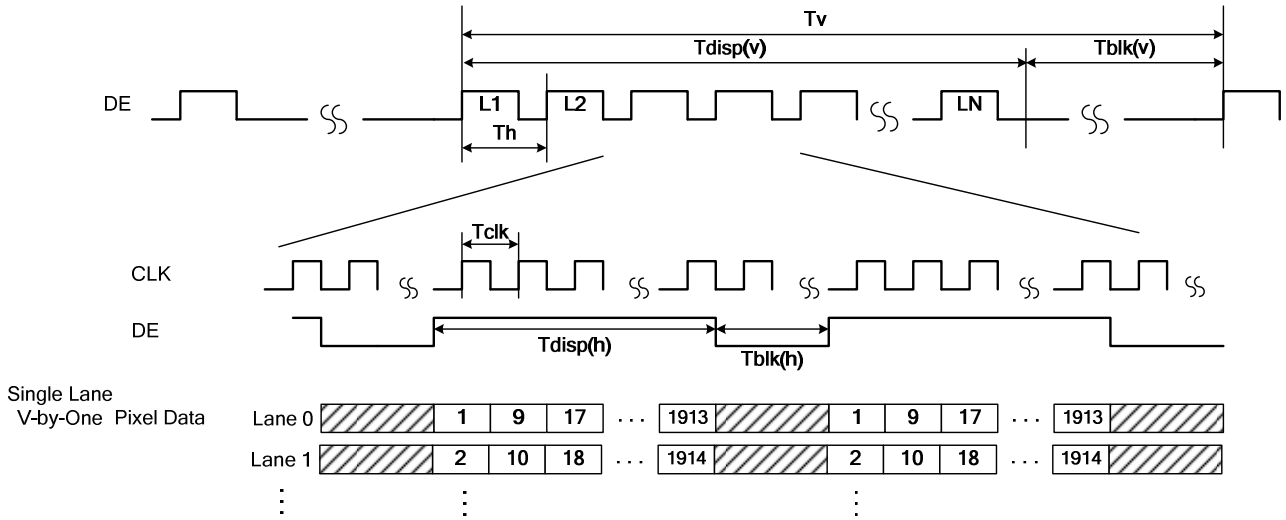 Tv
Tdisp(v) Tblk(v)
DE L1 L2 LN
Th
Tclk
CLK
DE
Tdisp(h) Tblk(h)
Single Lane
V-by-One Pixel Data
Lane 0 1 9 17 ... 1913 1 9 17 ... 1913
Lane 1 2 10 18 ... 1914 2 10 18 ... 1914